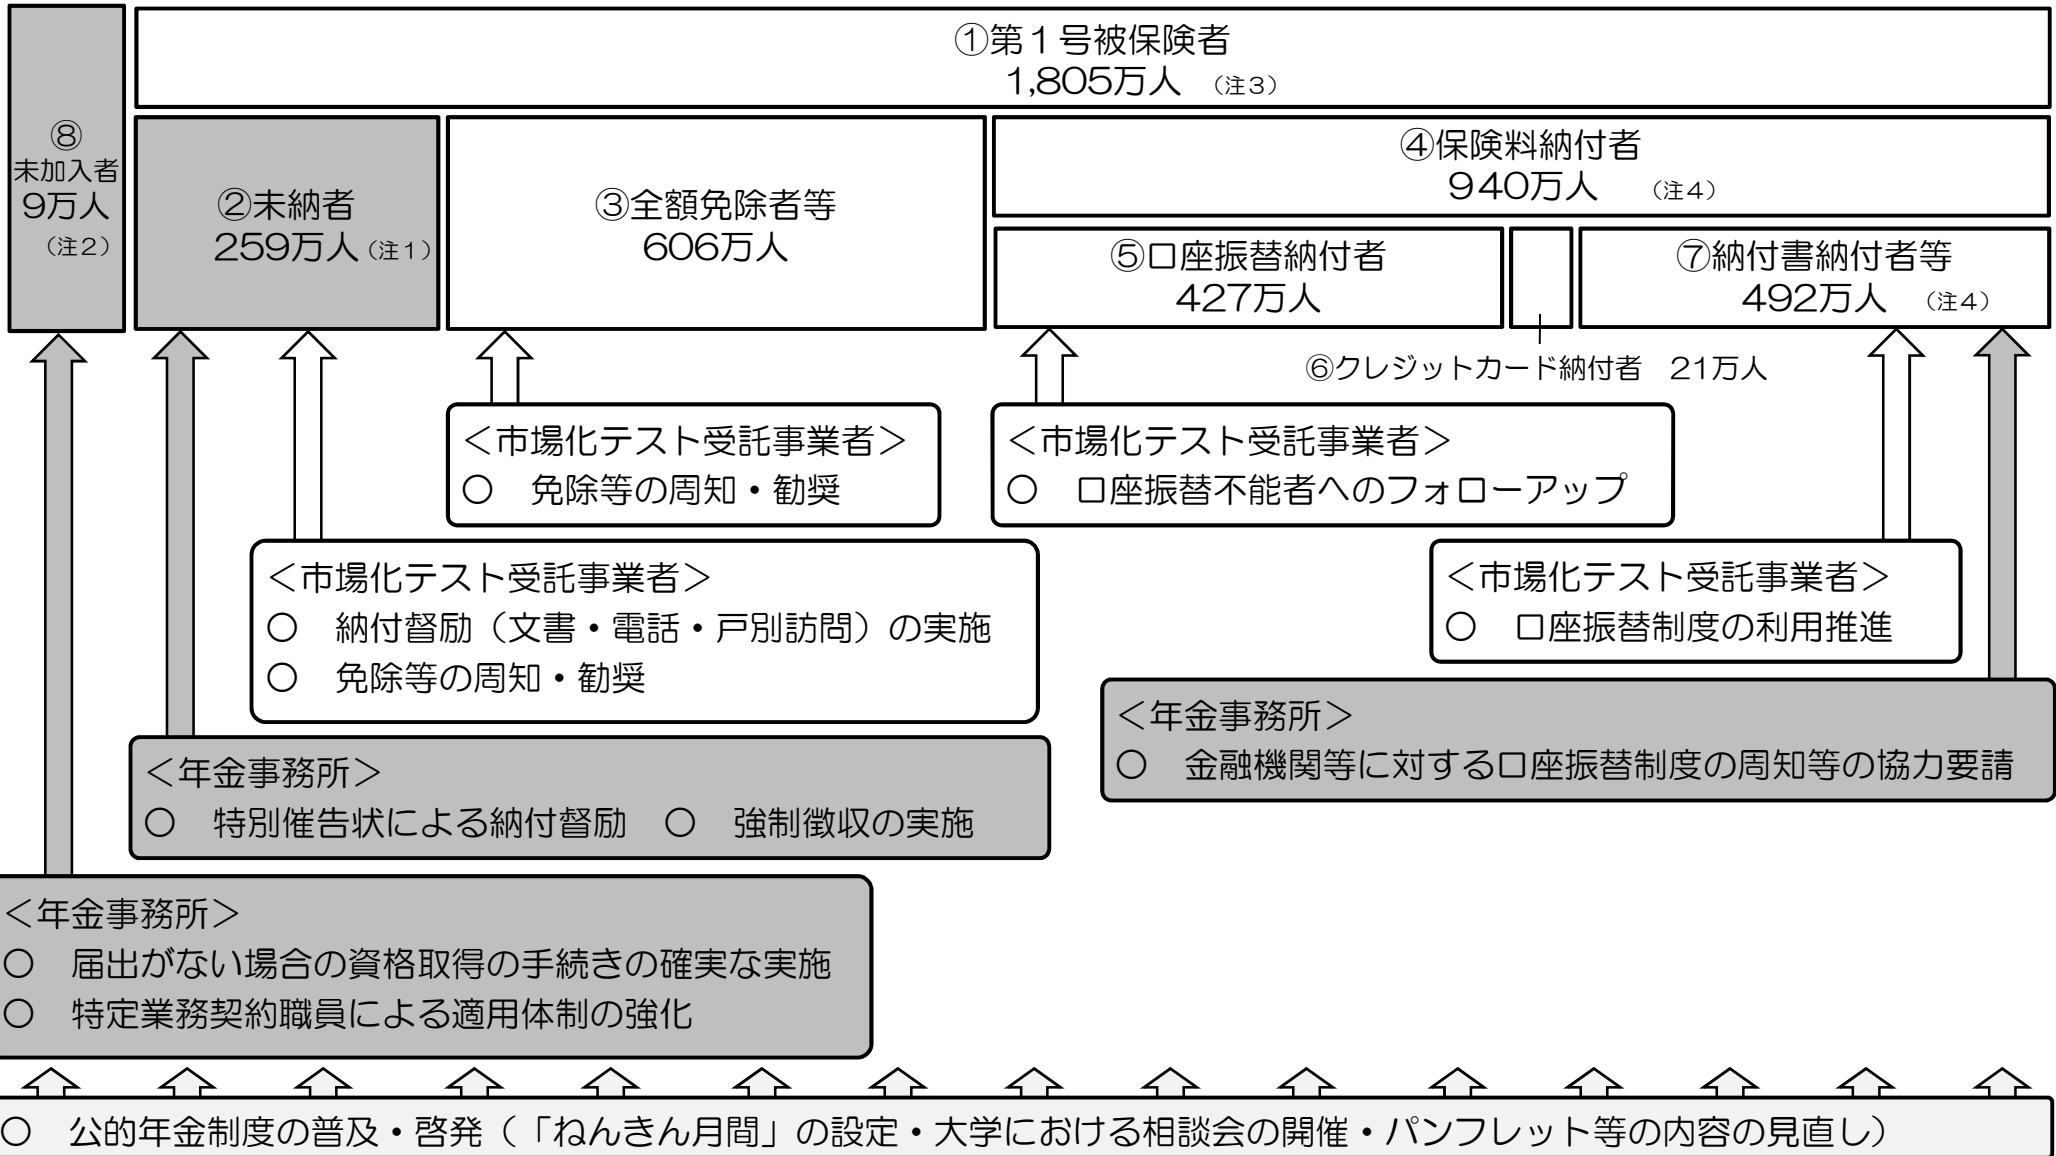 ①第１号被保険者
1,805万人 （注３）
⑧
未加入者
9万人
（注２）
②未納者
259万人（注１）
③全額免除者等
606万人
④保険料納付者
940万人 （注４）
⑤口座振替納付者
427万人
⑦納付書納付者等
492万人 （注４）
⑥クレジットカード納付者　21万人
＜市場化テスト受託事業者＞
○　免除等の周知・勧奨
＜市場化テスト受託事業者＞
○　口座振替不能者へのフォローアップ
＜市場化テスト受託事業者＞
○　納付督励（文書・電話・戸別訪問）の実施
○　免除等の周知・勧奨
＜市場化テスト受託事業者＞
○　口座振替制度の利用推進
＜年金事務所＞
○　金融機関等に対する口座振替制度の周知等の協力要請
＜年金事務所＞
○　特別催告状による納付督励　○　強制徴収の実施
＜年金事務所＞
○　届出がない場合の資格取得の手続きの確実な実施
○　特定業務契約職員による適用体制の強化
○　公的年金制度の普及・啓発（「ねんきん月間」の設定・大学における相談会の開催・パンフレット等の内容の見直し）